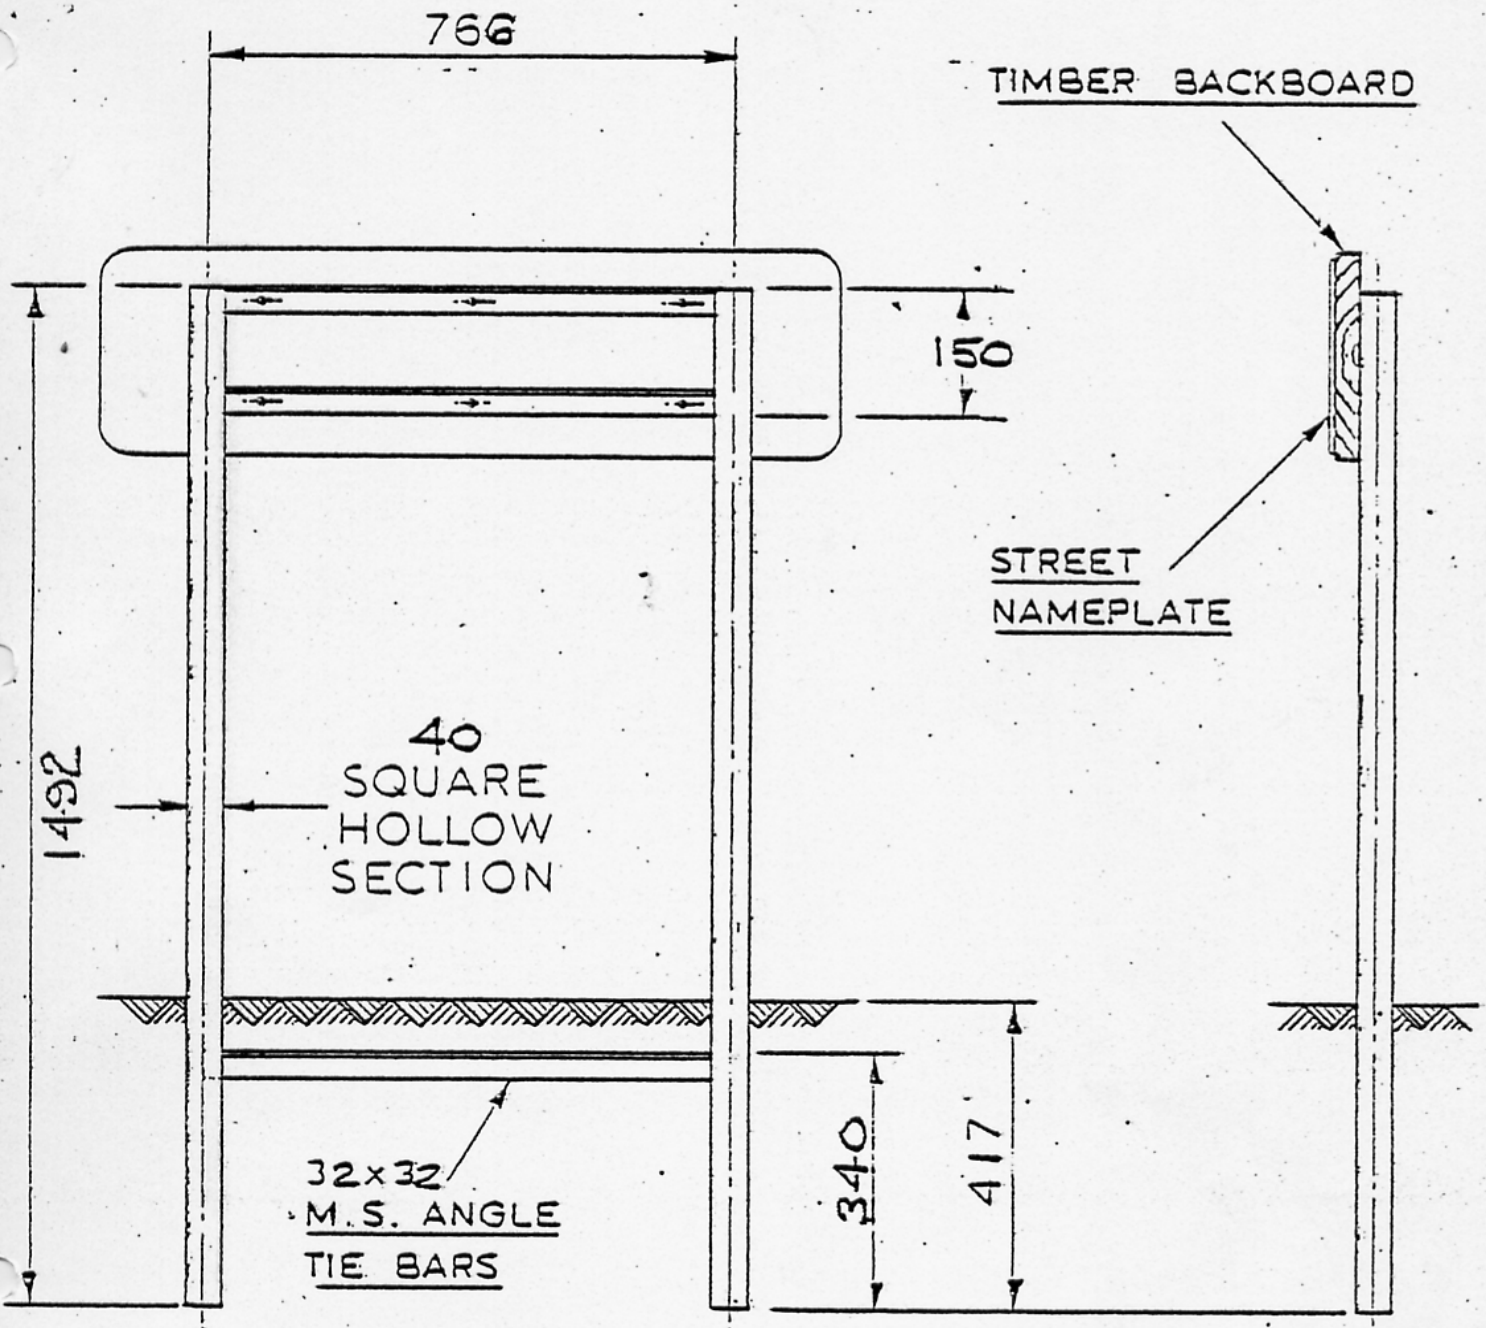 766
TIMBER BACKBOARD
150
STREET
NAMEPLATE
40
SQUARE
HOLLOW
SECTION
1492
340
417
32x32
M.S. ANGLE
TIE BARS